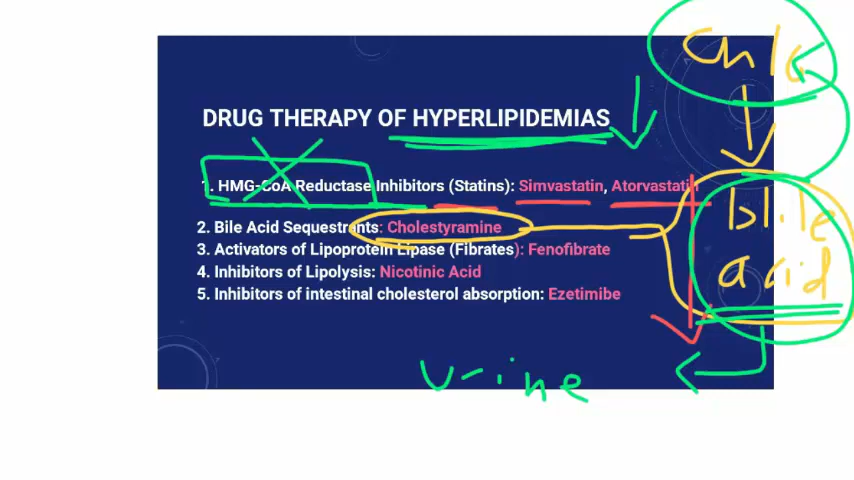 chle
DRUG THERAPY OF HYPERLIPIDEMIAS
1. HMG-CoA Reductase Inhibitors (Statins): Simvastatin, Atorvastatin
2. Bile Acid Sequestrants: Cholestyramine
3. Activators of Lipoprotein Lipase (Fibrates): Fenofibrate
4. Inhibitors of Lipolysis: Nicotinic Acid
5. Inhibitors of intestinal cholesterol absorption: Ezetimibe
bile
acid
urine